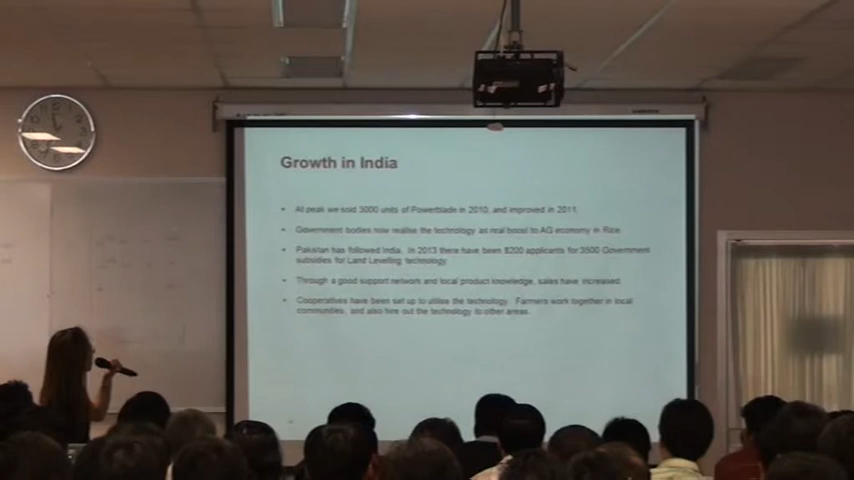 Growth in India
• At peak we sold 3000 units of Powerblade in 2010, and improved in 2011.
• Government bodies now realise the technology as real boost to AG economy in Rice.
• Pakistan has followed India. In 2013 there have been 8200 applicants for 3500 Government
subsidies for Land Levelling technology.
• Through a good support network and local product knowledge, sales have increased.
• Cooperatives have been set up to utilise the technology. Farmers work together in local
communities, and also hire out the technology to other areas.